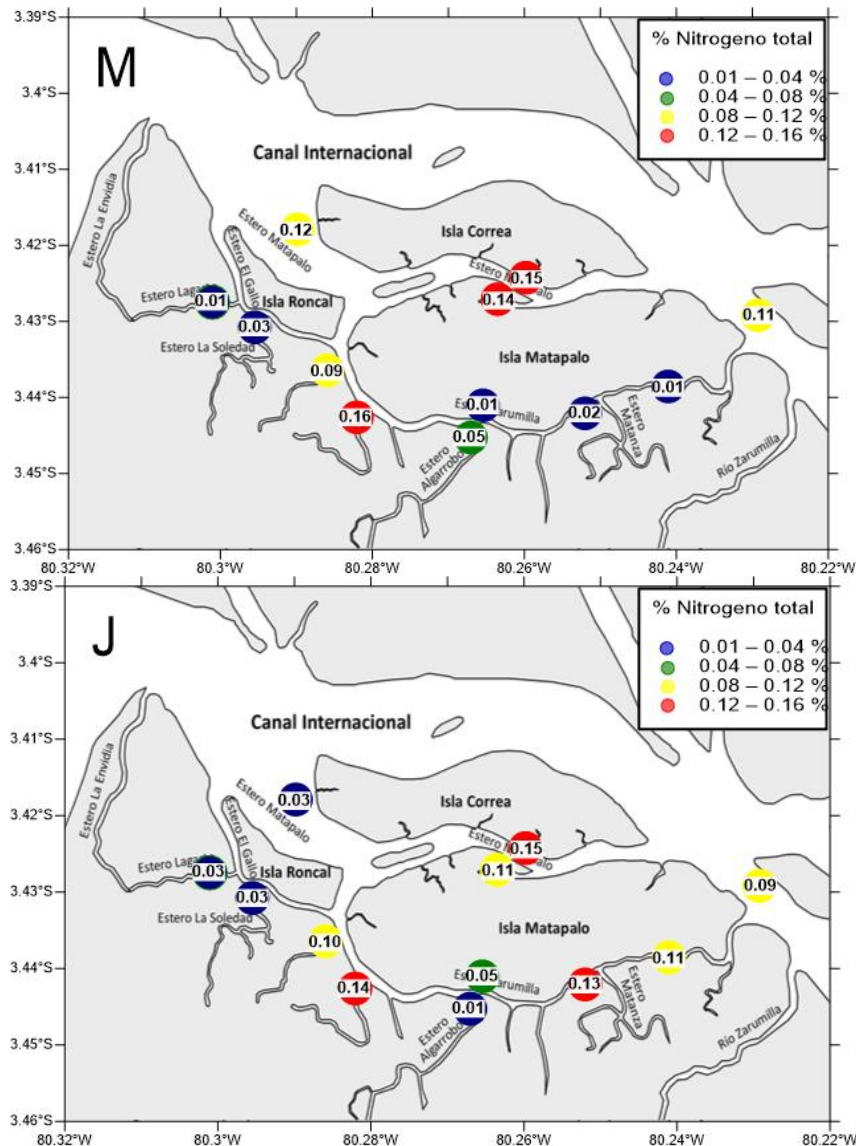 3.39°S
M
% Nitrogeno total
0.01 – 0.04 %
0.04 – 0.08 %
0.08 – 0.12 %
0.12 – 0.16 %
3.4°S
Canal Internacional
3.41°S
Estero La Envidia
Estero Matapalo
0.12
Isla Correa
3.42°S
Estero El Gallo
Estero
0.15
Estero
0.01
Isla Roncal
0.14
0.11
3.43°S
0.03
Estero La Soledad
Isla Matapalo
0.09
0.01
3.44°S
0.01
0.02
0.16
Estero Matanza
0.05
3.45°S
Estero Algarrobo
Río Zarumilla
3.46°S
80.32°W 80.3°W 80.28°W 80.26°W 80.24°W 80.22°W
3.39°S
J
% Nitrogeno total
0.01 – 0.04 %
0.04 – 0.08 %
0.08 – 0.12 %
0.12 – 0.16 %
3.4°S
Canal Internacional
3.41°S
Estero La Envidia
Estero Matapalo
0.03
Isla Correa
3.42°S
Estero El Gallo
Estero
0.15
Estero
0.03
Isla Roncal
0.11
0.09
3.43°S
0.03
Estero La Soledad
Isla Matapalo
0.10
0.11
3.44°S
0.05
0.13
0.14
Estero Matanza
0.01
3.45°S
Estero Algarrobo
Río Zarumilla
3.46°S
80.32°W 80.3°W 80.28°W 80.26°W 80.24°W 80.22°W